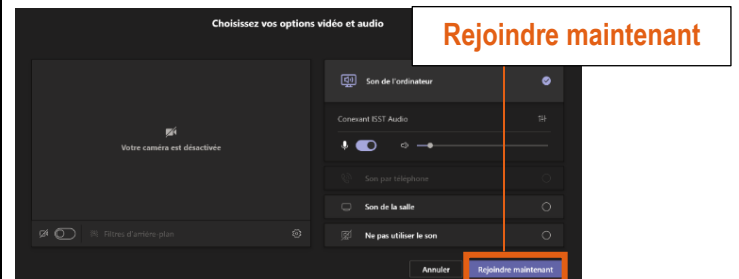 Choisissez vos options vidéo et audio
Rejoindre maintenant
Son de l'ordinateur
Conexant ISST Audio
Votre caméra est désactivée
Son par téléphone
Son de la salle
Filtres d'arrière-plan
Ne pas utiliser le son
Annuler
Rejoindre maintenant